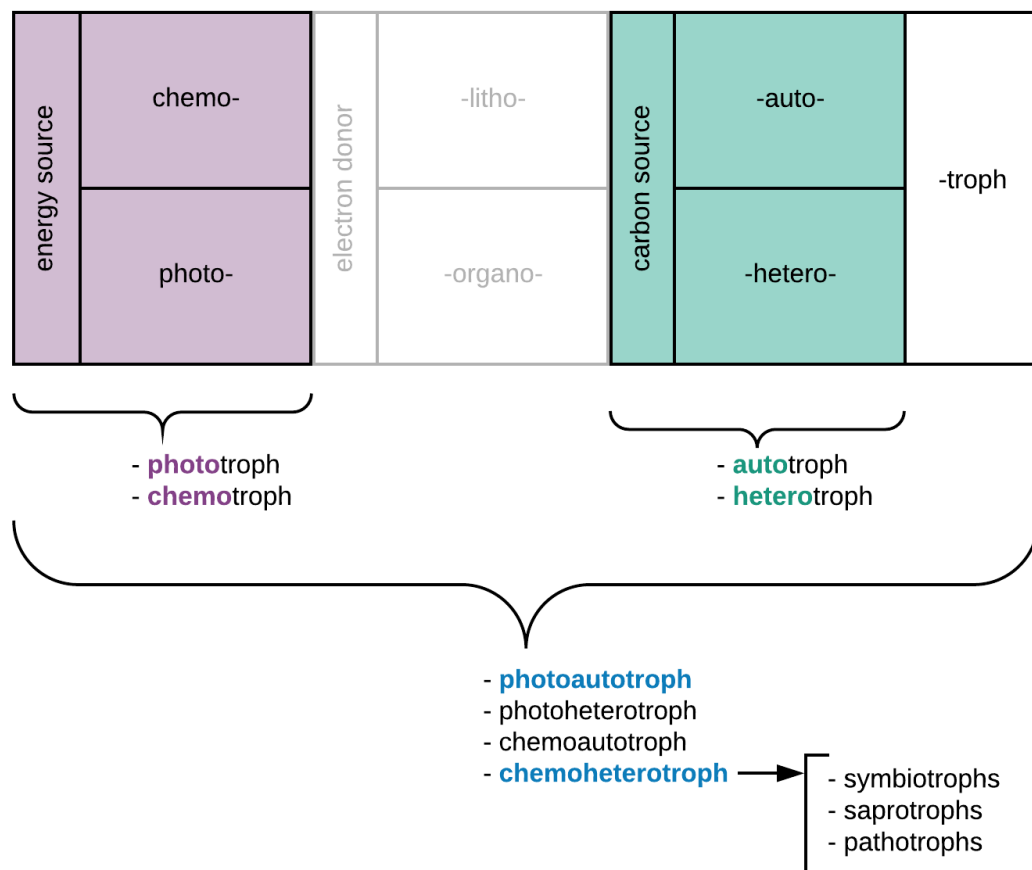 energy source
chemo-
photo-
electron donor
-litho-
-organo-
carbon source
-auto-
-hetero-
-troph
- phototroph
- chemotroph
- autotroph
- heterotroph
- photoautotroph
- photoheterotroph
- chemoautotroph
- chemoheterotroph
- symbiotrophs
- saprotrophs
- pathotrophs